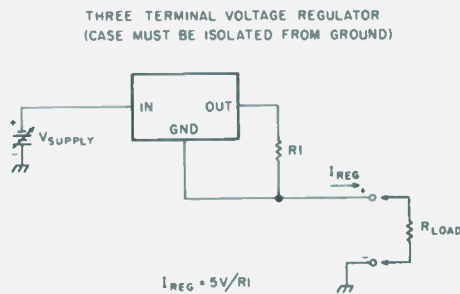 THREE TERMINAL VOLTAGE REGULATOR
(CASE MUST BE ISOLATED FROM GROUND)
IN
OUT
GND
+
VSUPPLY
-
R1
IREG
+
RLOAD
-
IREG = 5V/R1